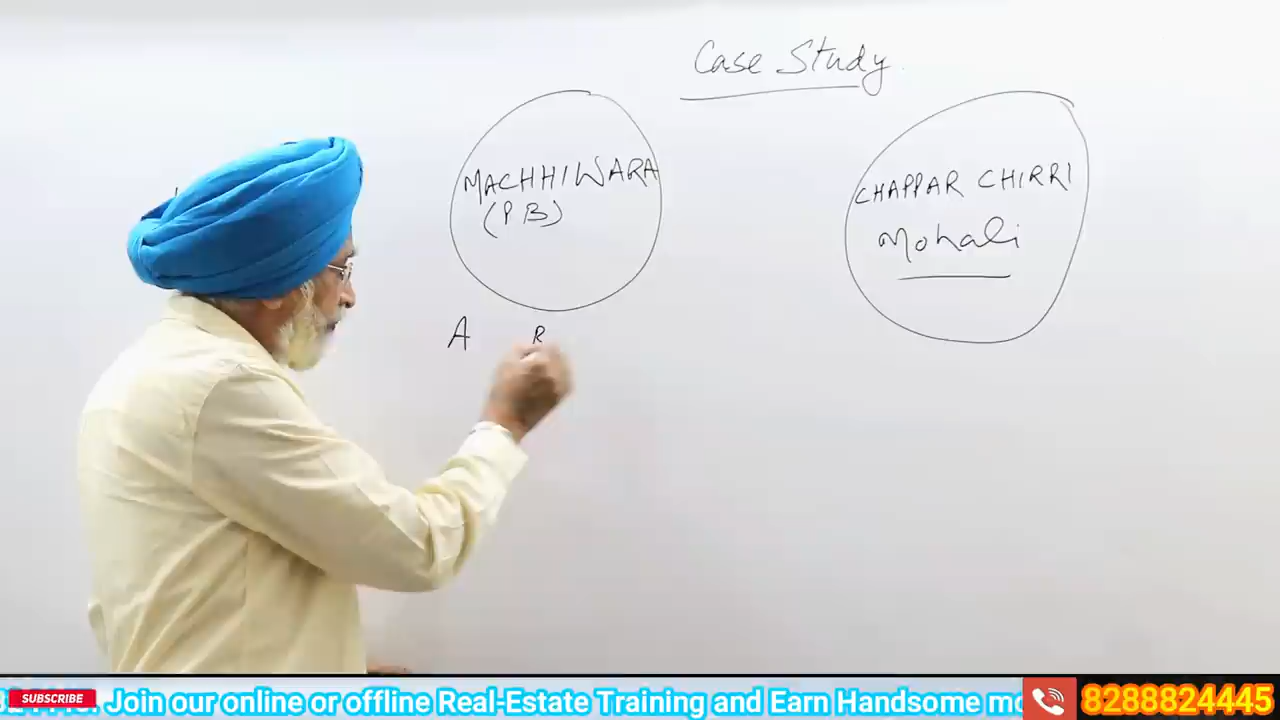 Case Study
MACHHIWARA
(PB)
CHAPPAR CHIRRI
Mohali
A
SUBSCRIBE
Join our online or offline Real-Estate Training and Earn Handsome
8288824445